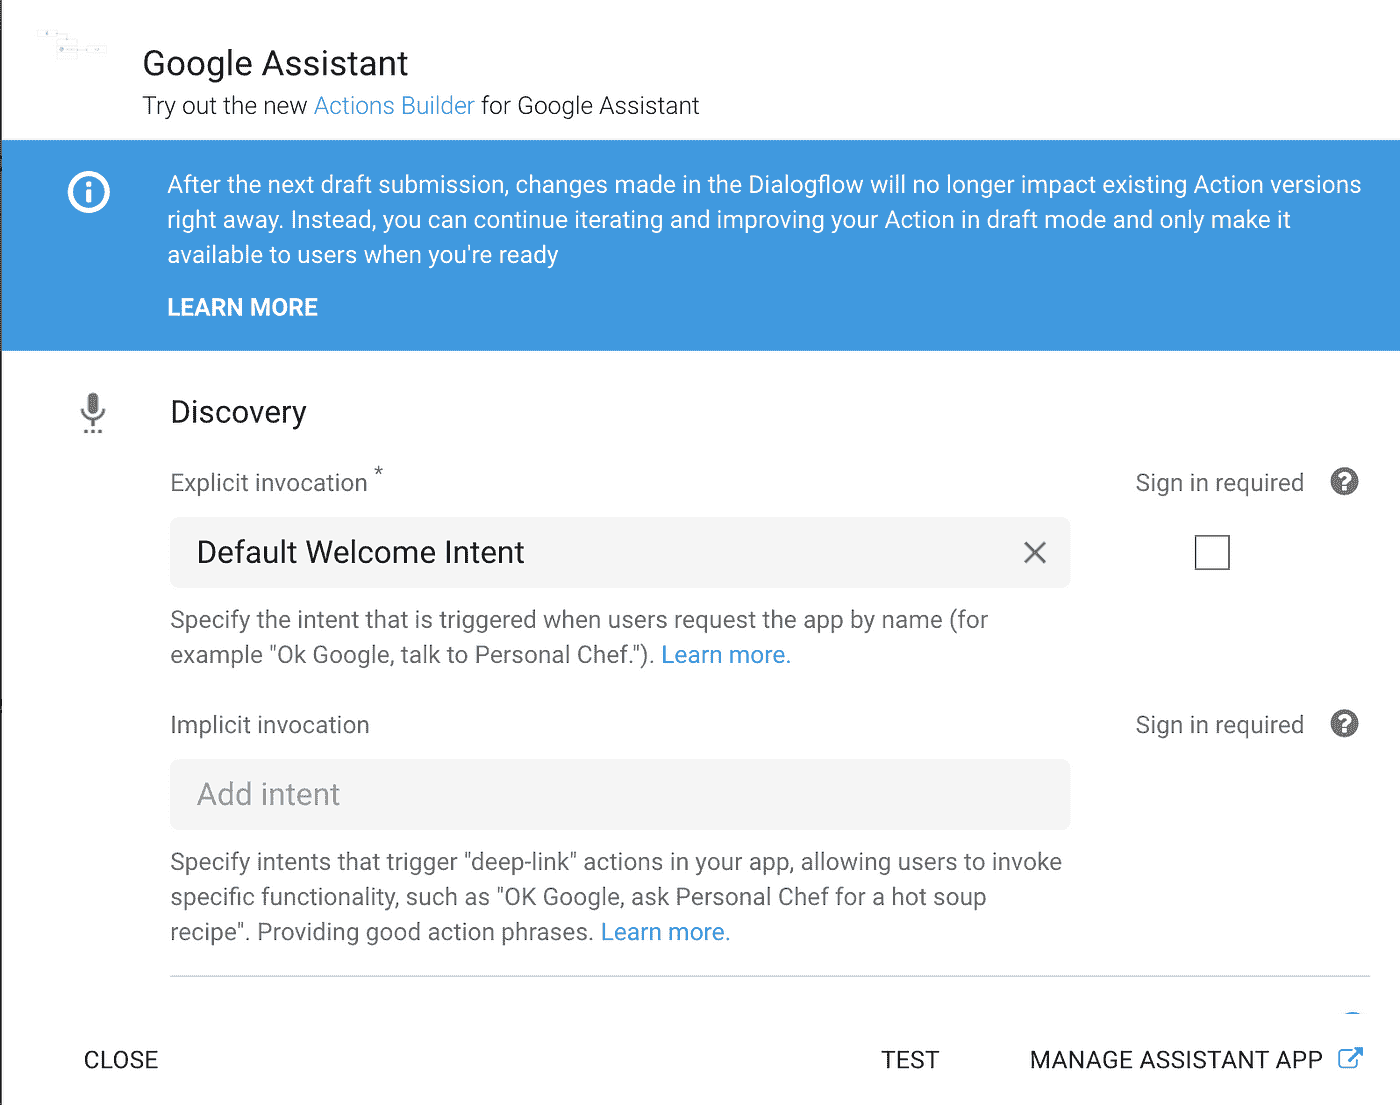 Google Assistant
Try out the new Actions Builder for Google Assistant
After the next draft submission, changes made in the Dialogflow will no longer impact existing Action versions
right away. Instead, you can continue iterating and improving your Action in draft mode and only make it
available to users when you're ready
LEARN MORE
Discovery
Explicit invocation *
Sign in required
Default Welcome Intent
Specify the intent that is triggered when users request the app by name (for
example "Ok Google, talk to Personal Chef."). Learn more.
Implicit invocation
Sign in required
Add intent
Specify intents that trigger "deep-link" actions in your app, allowing users to invoke
specific functionality, such as "OK Google, ask Personal Chef for a hot soup
recipe". Providing good action phrases. Learn more.
CLOSE
TEST
MANAGE ASSISTANT APP